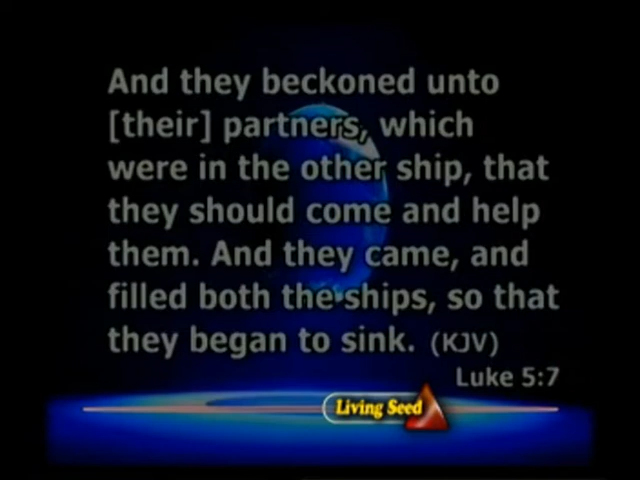 And they beckoned unto
[their] partners, which
were in the other ship, that
they should come and help
them. And they came, and
filled both the ships, so that
they began to sink. (KJV)
Luke 5:7
Living Seed